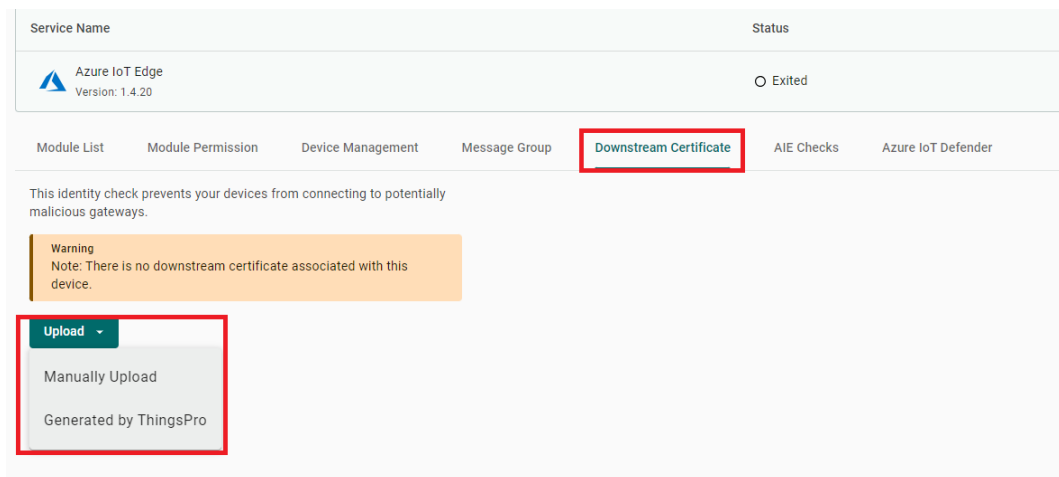 Service Name
Status
Azure IoT Edge
Version: 1.4.20
Exited
Module List
Module Permission
Device Management
Message Group
Downstream Certificate
AIE Checks
Azure IoT Defender
This identity check prevents your devices from connecting to potentially
malicious gateways.
Warning
Note: There is no downstream certificate associated with this
device.
Upload
Manually Upload
Generated by ThingsPro